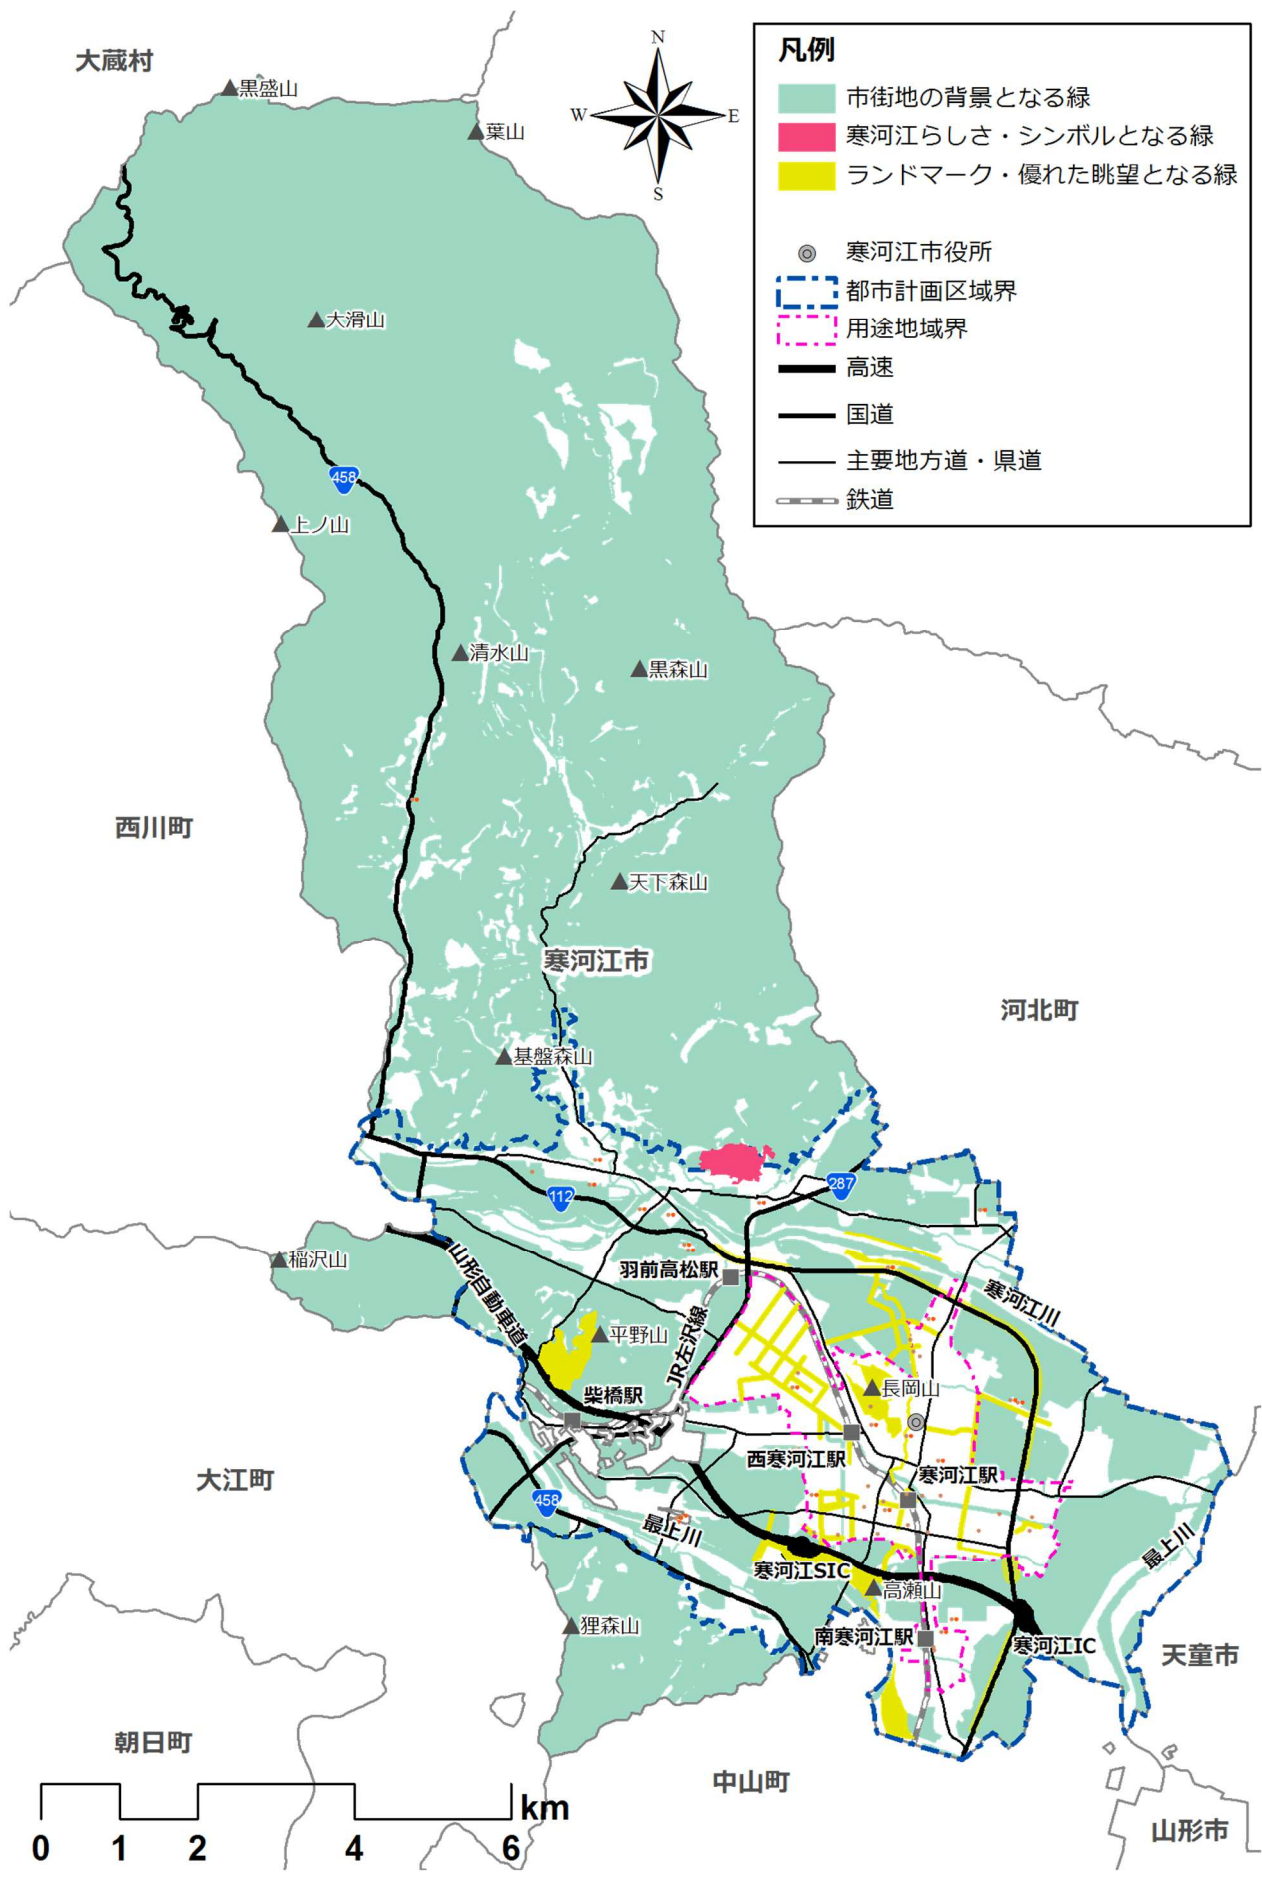 大蔵村
黒盛山
葉山
N
W
E
S
凡例
市街地の背景となる緑
寒河江らしさ・シンボルとなる緑
ランドマーク・優れた眺望となる緑
寒河江市役所
都市計画区域界
用途地域界
高速
国道
主要地方道・県道
鉄道
大滑山
458
上ノ山
清水山
黒森山
西川町
天下森山
寒河江市
河北町
基盤森山
112
287
稲沢山
山形自動車道
羽前高松駅
寒河江川
平野山
JR左沢線
柴橋駅
長岡山
西寒河江駅
寒河江駅
大江町
458
最上川
最上川
寒河江SIC
高瀬山
狸森山
南寒河江駅
寒河江IC
天童市
朝日町
中山町
山形市
km
0 1 2 4 6